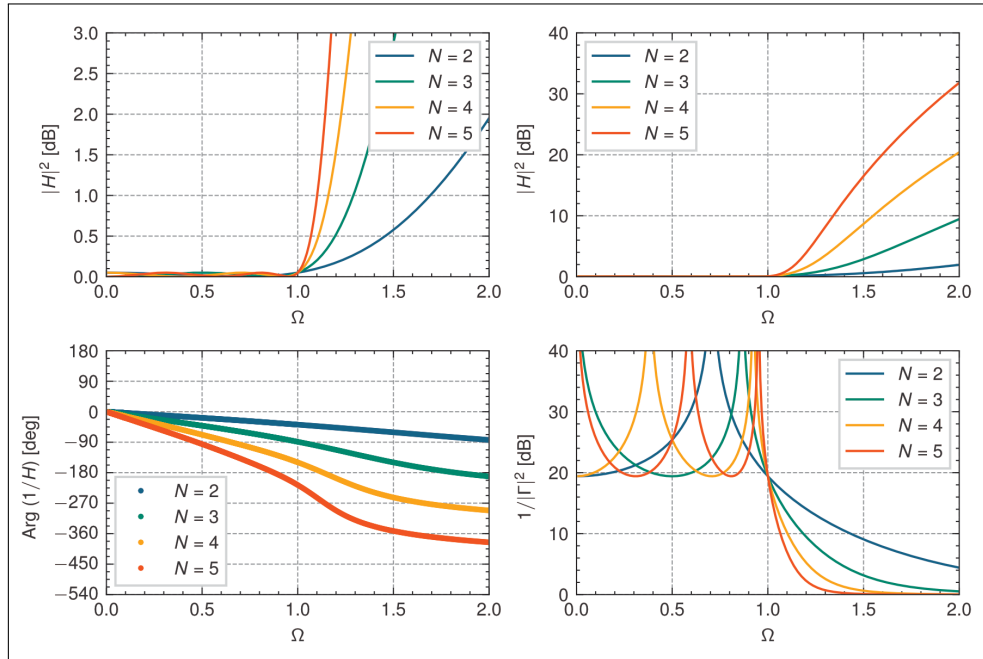 3.0
2.5
2.0
1.5
1.0
0.5
0.0
|H|² [dB]
N = 2
N = 3
N = 4
N = 5
0.0 0.5 1.0 1.5 2.0
Ω
40
30
20
10
0
|H|² [dB]
N = 2
N = 3
N = 4
N = 5
0.0 0.5 1.0 1.5 2.0
Ω
180
90
0
−90
−180
−270
−360
−450
−540
Arg (1/H) [deg]
N = 2
N = 3
N = 4
N = 5
0.0 0.5 1.0 1.5 2.0
Ω
40
30
20
10
0
1/|Γ|² [dB]
N = 2
N = 3
N = 4
N = 5
0.0 0.5 1.0 1.5 2.0
Ω